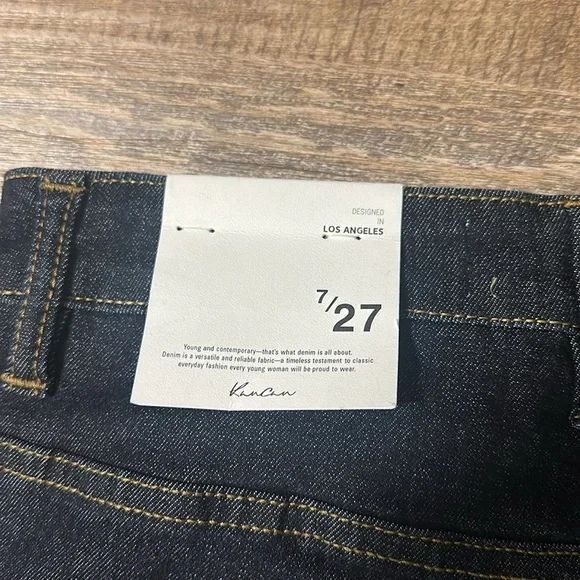 DESIGNED
IN
LOS ANGELES
7/27
Young and contemporary—that's what denim is all about.
Denim is a versatile and reliable fabric—a timeless testament to classic
everyday fashion every young woman will be proud to wear.
KanCan